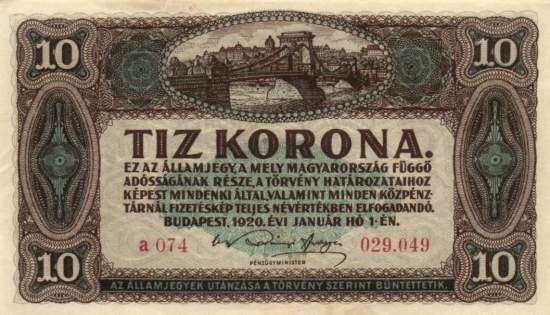 10 10
TIZ KORONA.
EZ AZ ÁLLAMJEGY, A MELY MAGYARORSZÁG FÜGGŐ
ADÓSSÁGÁNAK RÉSZE, A TÖRVÉNY HATÁROZATAIHOZ
KÉPEST MINDENKI ÁLTAL VALAMINT MINDEN KÖZPÉNZ-
TÁRNÁL FIZETÉSKÉP TELJES NÉVÉRTÉKBEN ELFOGADANDÓ.
BUDAPEST, 1920. ÉVI JANUÁR HÓ 1-ÉN.
a 074 029.049
PÉNZÜGYMINISTER
10 10
AZ ÁLLAMJEGYEK UTÁNZÁSA A TÖRVÉNY SZERINT BÜNTETTETIK.